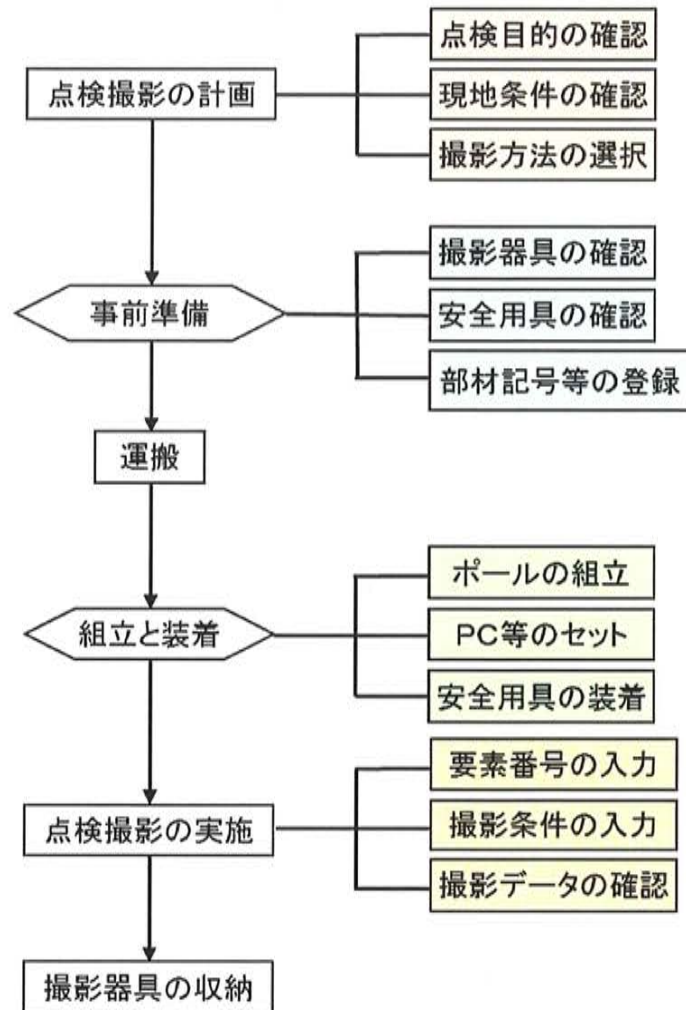 点検撮影の計画
点検目的の確認
現地条件の確認
撮影方法の選択
事前準備
撮影器具の確認
安全用具の確認
部材記号等の登録
運搬
組立と装着
ポールの組立
PC等のセット
安全用具の装着
点検撮影の実施
要素番号の入力
撮影条件の入力
撮影データの確認
撮影器具の収納